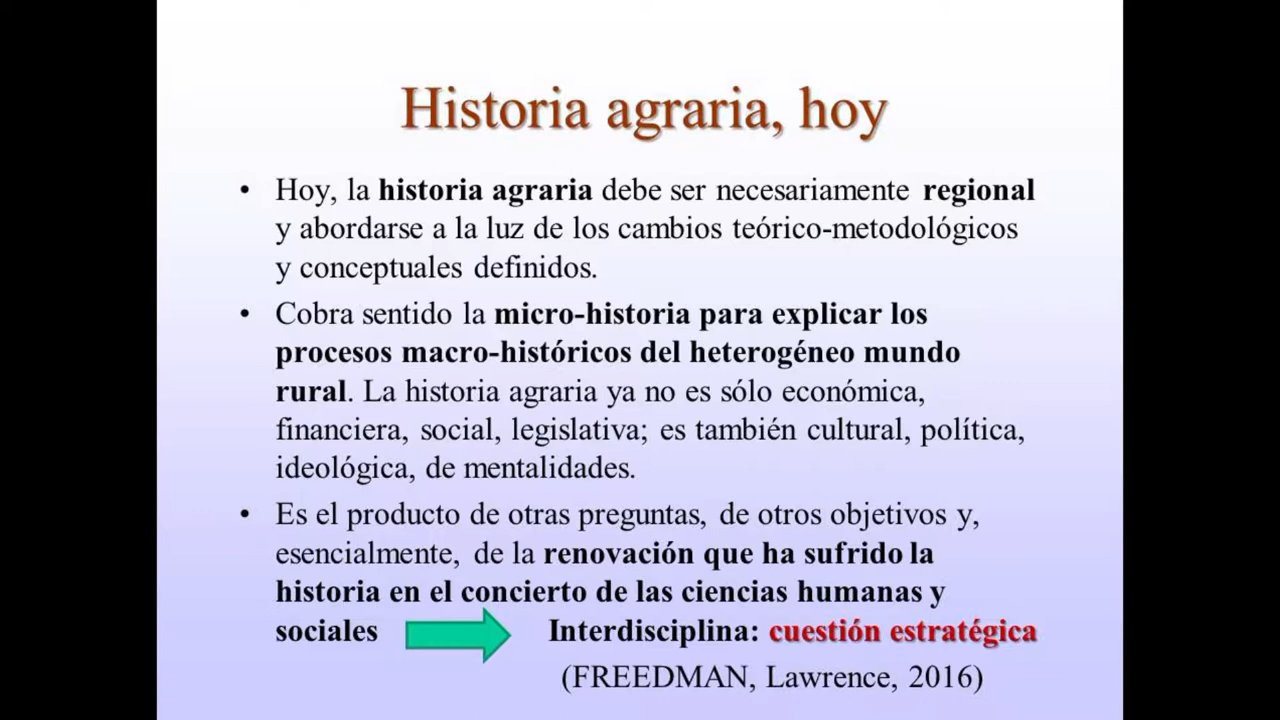 Historia agraria, hoy
• Hoy, la historia agraria debe ser necesariamente regional
y abordarse a la luz de los cambios teórico-metodológicos
y conceptuales definidos.
• Cobra sentido la micro-historia para explicar los
procesos macro-históricos del heterogéneo mundo
rural. La historia agraria ya no es sólo económica,
financiera, social, legislativa; es también cultural, política,
ideológica, de mentalidades.
• Es el producto de otras preguntas, de otros objetivos y,
esencialmente, de la renovación que ha sufrido la
historia en el concierto de las ciencias humanas y
sociales Interdisciplina: cuestión estratégica
(FREEDMAN, Lawrence, 2016)